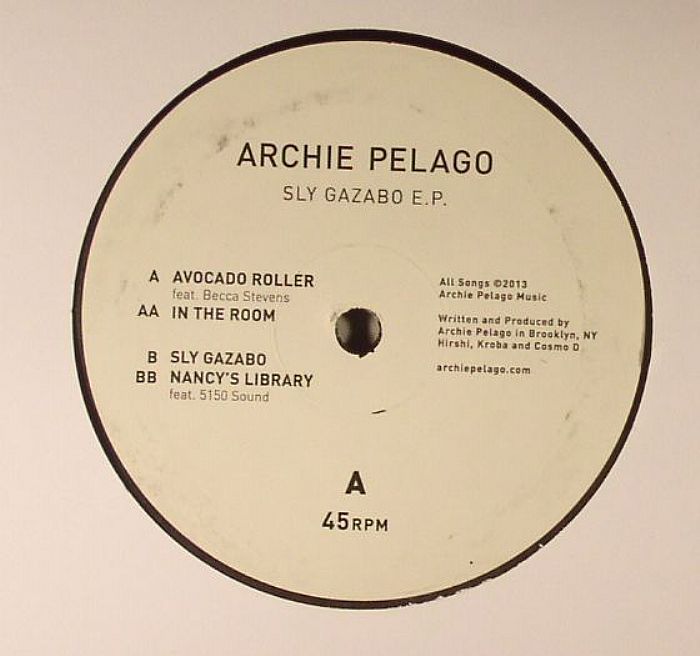 ARCHIE PELAGO
SLY GAZABO E.P.
A AVOCADO ROLLER
feat. Becca Stevens
AA IN THE ROOM
B SLY GAZABO
BB NANCY'S LIBRARY
feat. 5150 Sound
All Songs ©2013
Archie Pelago Music
Written and Produced by
Archie Pelago in Brooklyn, NY
Hirshi, Kroba and Cosmo D
archiepelago.com
A
45RPM